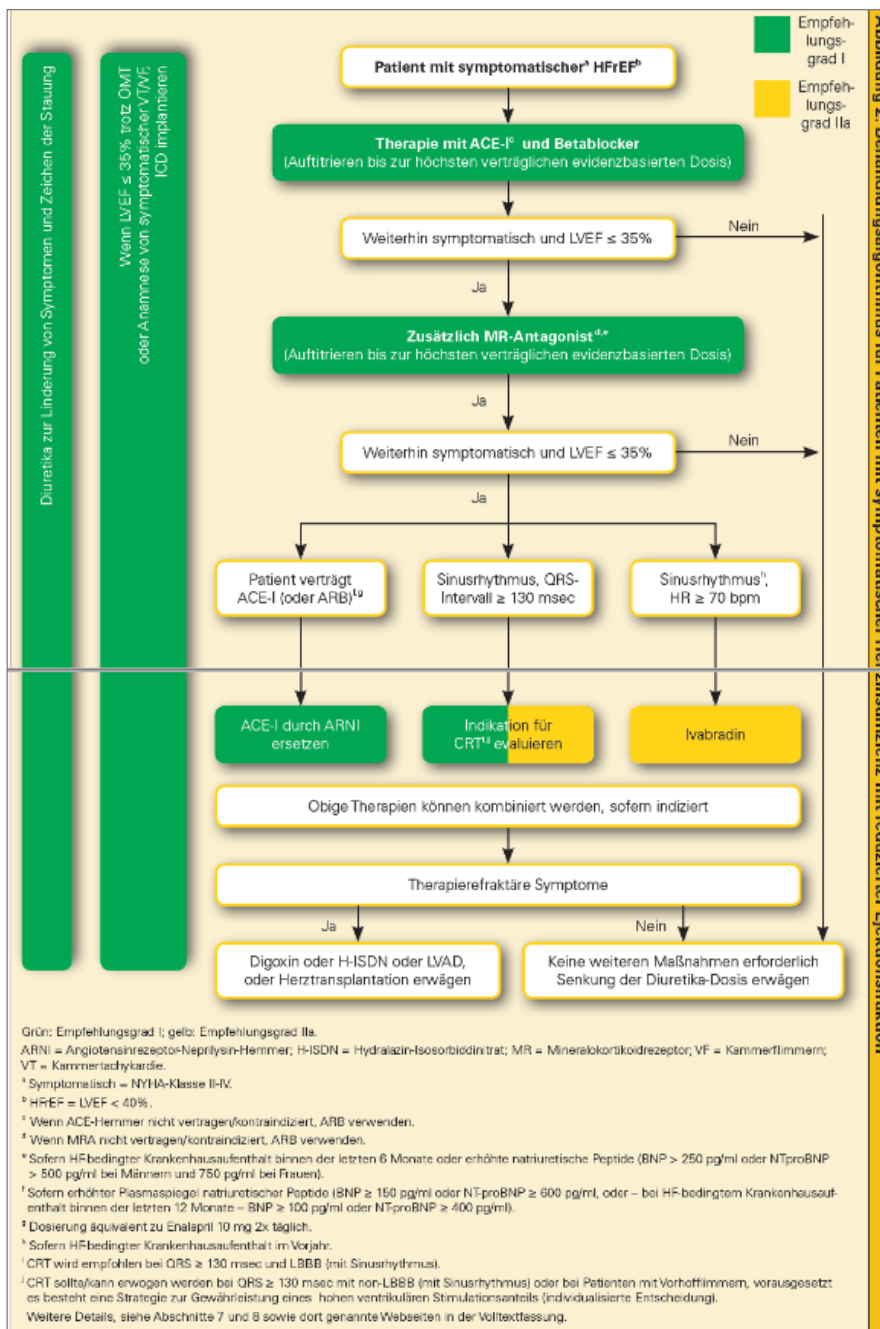 Abbildung 2: Behandlungsalgorithmus für Patienten mit symptomatischer Herzinsuffizienz mit reduzierter Ejektionsfraktion
Empfeh-
lungs-
grad I
Empfeh-
lungs-
grad IIa
Diuretika zur Linderung von Symptomen und Zeichen der Stauung
Wenn LVEF ≤ 35% trotz OMT
oder Anamnese von symptomatischer VT/VF,
ICD implantieren
Patient mit symptomatischerᵃ HFrEFᵇ
Therapie mit ACE-Iᶜ und Betablocker
(Auftitrieren bis zur höchsten verträglichen evidenzbasierten Dosis)
Weiterhin symptomatisch und LVEF ≤ 35%
Nein
Ja
Zusätzlich MR-Antagonistᵈ,ᵉ
(Auftitrieren bis zur höchsten verträglichen evidenzbasierten Dosis)
Ja
Weiterhin symptomatisch und LVEF ≤ 35%
Nein
Ja
Patient verträgt
ACE-I (oder ARB)ᶠ,ᵍ
Sinusrhythmus, QRS-
Intervall ≥ 130 msec
Sinusrhythmusʰ,
HR ≥ 70 bpm
ACE-I durch ARNI
ersetzen
Indikation für
CRTⁱ,ʲ evaluieren
Ivabradin
Obige Therapien können kombiniert werden, sofern indiziert
Therapierefraktäre Symptome
Ja
Nein
Digoxin oder H-ISDN oder LVAD,
oder Herztransplantation erwägen
Keine weiteren Maßnahmen erforderlich
Senkung der Diuretika-Dosis erwägen
Grün: Empfehlungsgrad I; gelb: Empfehlungsgrad IIa.
ARNI = Angiotensinrezeptor-Neprilysin-Hemmer; H-ISDN = Hydralazin-Isosorbiddinitrat; MR = Mineralokortikoidrezeptor; VF = Kammerflimmern;
VT = Kammertachykardie.
ᵃ Symptomatisch = NYHA-Klasse II-IV.
ᵇ HFrEF = LVEF < 40%.
ᶜ Wenn ACE-Hemmer nicht vertragen/kontraindiziert, ARB verwenden.
ᵈ Wenn MRA nicht vertragen/kontraindiziert, ARB verwenden.
ᵉ Sofern HF-bedingter Krankenhausaufenthalt binnen der letzten 6 Monate oder erhöhte natriuretische Peptide (BNP > 250 pg/ml oder NTproBNP
> 500 pg/ml bei Männern und 750 pg/ml bei Frauen).
ᶠ Sofern erhöhter Plasmaspiegel natriuretischer Peptide (BNP ≥ 150 pg/ml oder NT-proBNP ≥ 600 pg/ml, oder – bei HF-bedingtem Krankenhausauf-
enthalt binnen der letzten 12 Monate – BNP ≥ 100 pg/ml oder NT-proBNP ≥ 400 pg/ml).
ᵍ Dosierung äquivalent zu Enalapril 10 mg 2x täglich.
ʰ Sofern HF-bedingter Krankenhausaufenthalt im Vorjahr.
ⁱ CRT wird empfohlen bei QRS ≥ 130 msec und LBBB (mit Sinusrhythmus).
ʲ CRT sollte/kann erwogen werden bei QRS ≥ 130 msec mit non-LBBB (mit Sinusrhythmus) oder bei Patienten mit Vorhofflimmern, vorausgesetzt
es besteht eine Strategie zur Gewährleistung eines hohen ventrikulären Stimulationsanteils (individualisierte Entscheidung).
Weitere Details, siehe Abschnitte 7 und 8 sowie dort genannte Webseiten in der Volltextfassung.